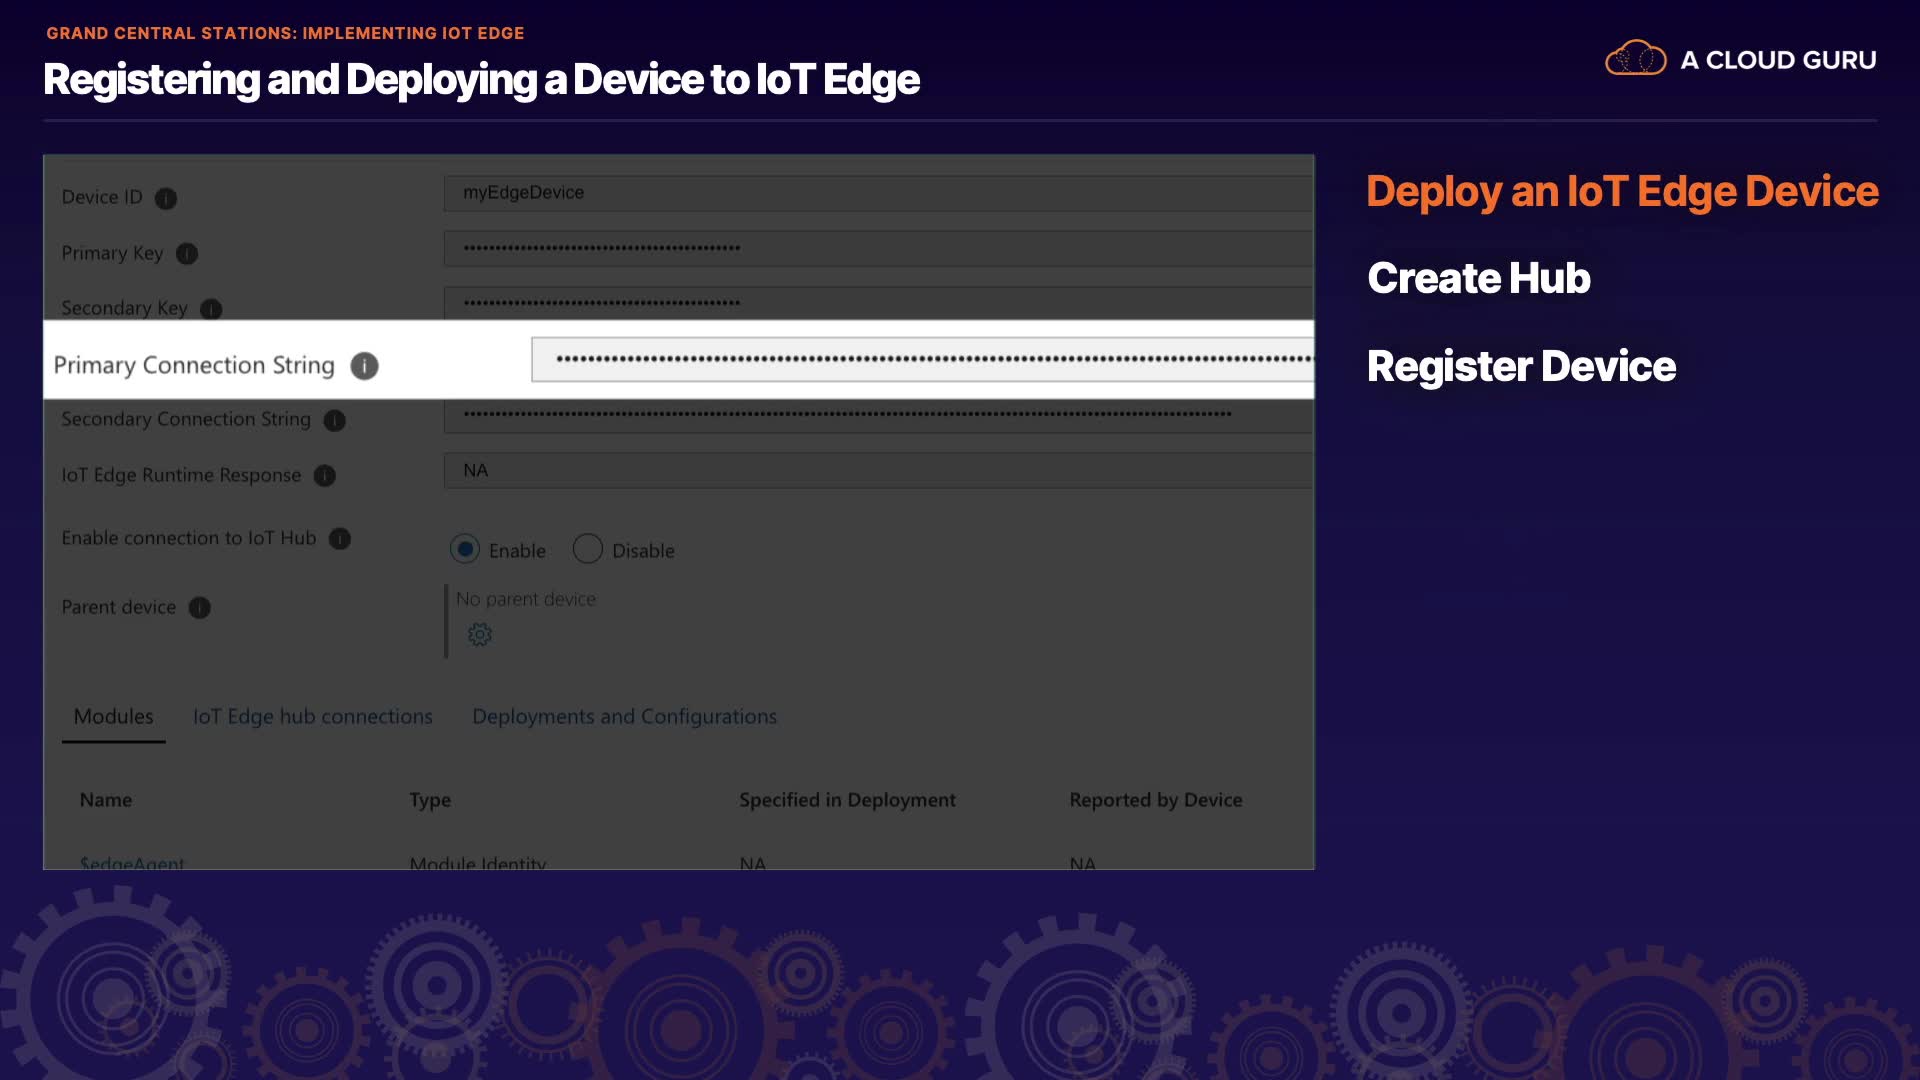 GRAND CENTRAL STATIONS: IMPLEMENTING IOT EDGE
Registering and Deploying a Device to IoT Edge
A CLOUD GURU
Device ID
myEdgeDevice
Primary Key
Secondary Key
Primary Connection String
Secondary Connection String
IoT Edge Runtime Response
NA
Enable connection to IoT Hub
Enable Disable
Parent device
No parent device
Modules IoT Edge hub connections Deployments and Configurations
Name Type Specified in Deployment Reported by Device
$edgeAgent Module Identity NA NA
Deploy an IoT Edge Device
Create Hub
Register Device